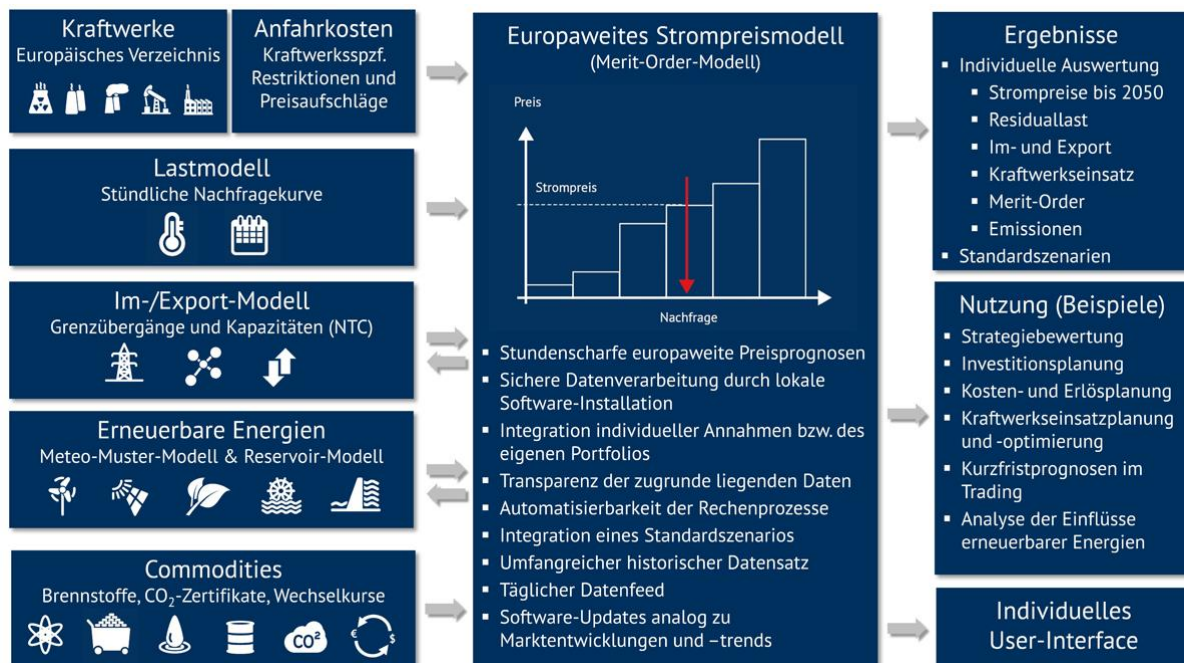 Kraftwerke
Europäisches Verzeichnis
Anfahrkosten
Kraftwerksspzf.
Restriktionen und
Preisaufschläge
Lastmodell
Stündliche Nachfragekurve
Im-/Export-Modell
Grenzübergänge und Kapazitäten (NTC)
Erneuerbare Energien
Meteo-Muster-Modell & Reservoir-Modell
Commodities
Brennstoffe, CO₂-Zertifikate, Wechselkurse
CO²
€
$
Europaweites Strompreismodell
(Merit-Order-Modell)
Preis
Strompreis
Nachfrage
▪ Stundenscharfe europaweite Preisprognosen
▪ Sichere Datenverarbeitung durch lokale
Software-Installation
▪ Integration individueller Annahmen bzw. des
eigenen Portfolios
▪ Transparenz der zugrunde liegenden Daten
▪ Automatisierbarkeit der Rechenprozesse
▪ Integration eines Standardszenarios
▪ Umfangreicher historischer Datensatz
▪ Täglicher Datenfeed
▪ Software-Updates analog zu
Marktentwicklungen und –trends
Ergebnisse
▪ Individuelle Auswertung
▪ Strompreise bis 2050
▪ Residuallast
▪ Im- und Export
▪ Kraftwerkseinsatz
▪ Merit-Order
▪ Emissionen
▪ Standardszenarien
Nutzung (Beispiele)
▪ Strategiebewertung
▪ Investitionsplanung
▪ Kosten- und Erlösplanung
▪ Kraftwerkseinsatzplanung
und -optimierung
▪ Kurzfristprognosen im
Trading
▪ Analyse der Einflüsse
erneuerbarer Energien
Individuelles
User-Interface